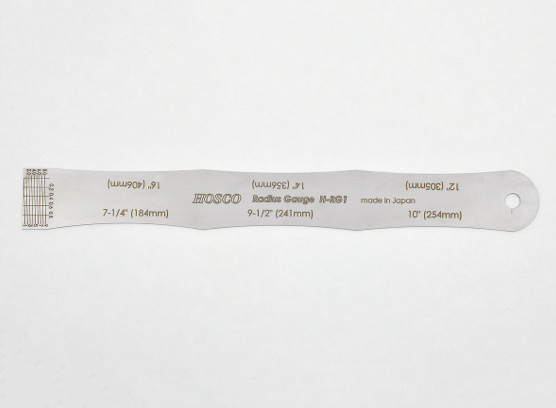 16" (406mm)
14" (356mm)
12" (305mm)
HOSCO Radius Gauge H-RG1 made in Japan
7-1/4" (184mm)
9-1/2" (241mm)
10" (254mm)